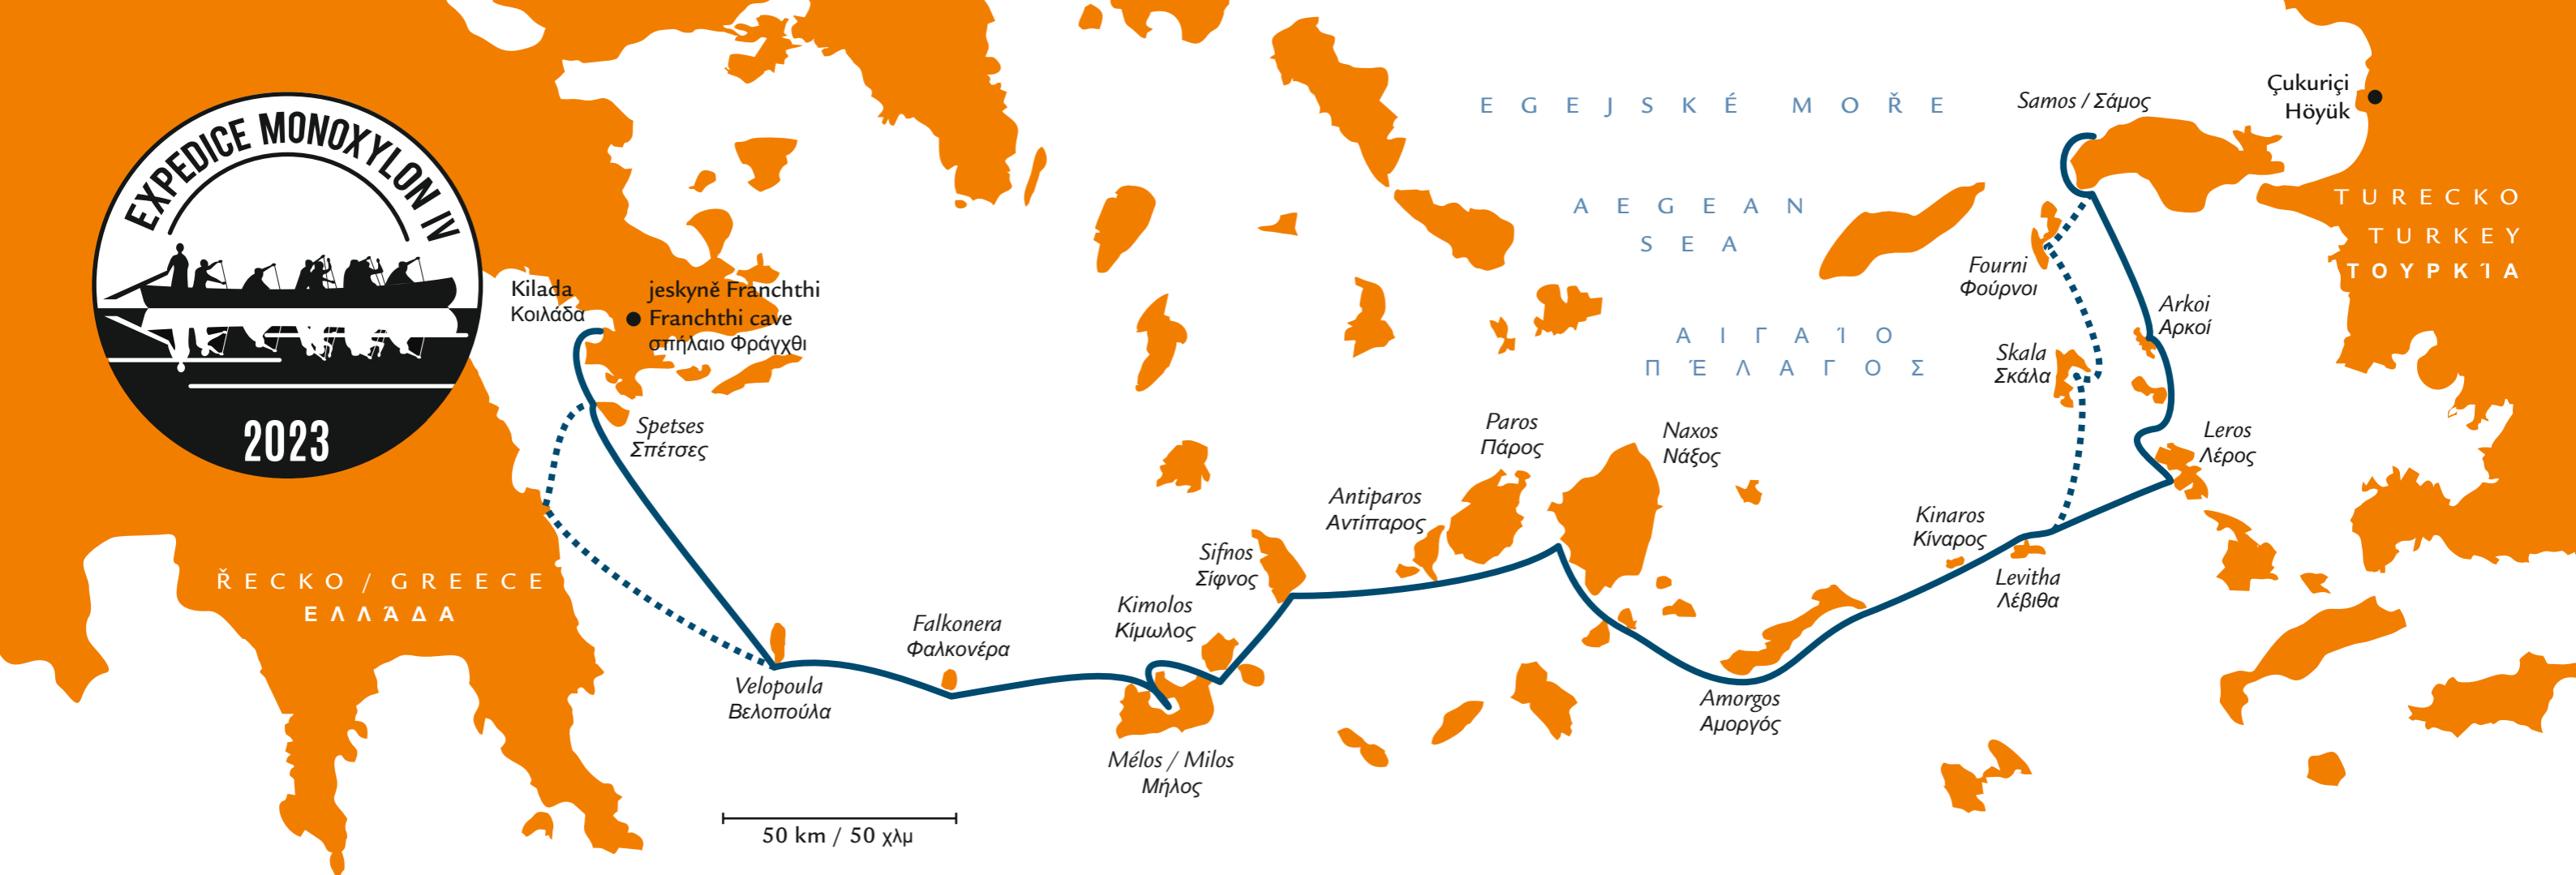 EXPEDICE MONOXYLON IV
2023
Kilada
Κοιλάδα
jeskyně Franchthi
Franchthi cave
σπήλαιο Φράγχθι
Spetses
Σπέτσες
ŘECKO / GREECE
ΕΛΛΆΔΑ
Velopoula
Βελοπούλα
Falkonera
Φαλκονέρα
Kimolos
Κίμωλος
Mélos / Milos
Μήλος
50 km / 50 χλμ
Sifnos
Σίφνος
Antiparos
Αντίπαρος
Paros
Πάρος
Naxos
Νάξος
Amorgos
Αμοργός
EGEJSKÉ MOŘE
AEGEAN
SEA
ΑΙΓΑΊΟ
ΠΈΛΑΓΟΣ
Kinaros
Κίναρος
Levitha
Λέβιθα
Leros
Λέρος
Skala
Σκάλα
Arkoi
Αρκοί
Fourni
Φούρνοι
Samos / Σάμος
Çukuriçi
Höyük
TURECKO
TURKEY
ΤΟΥΡΚΊΑ